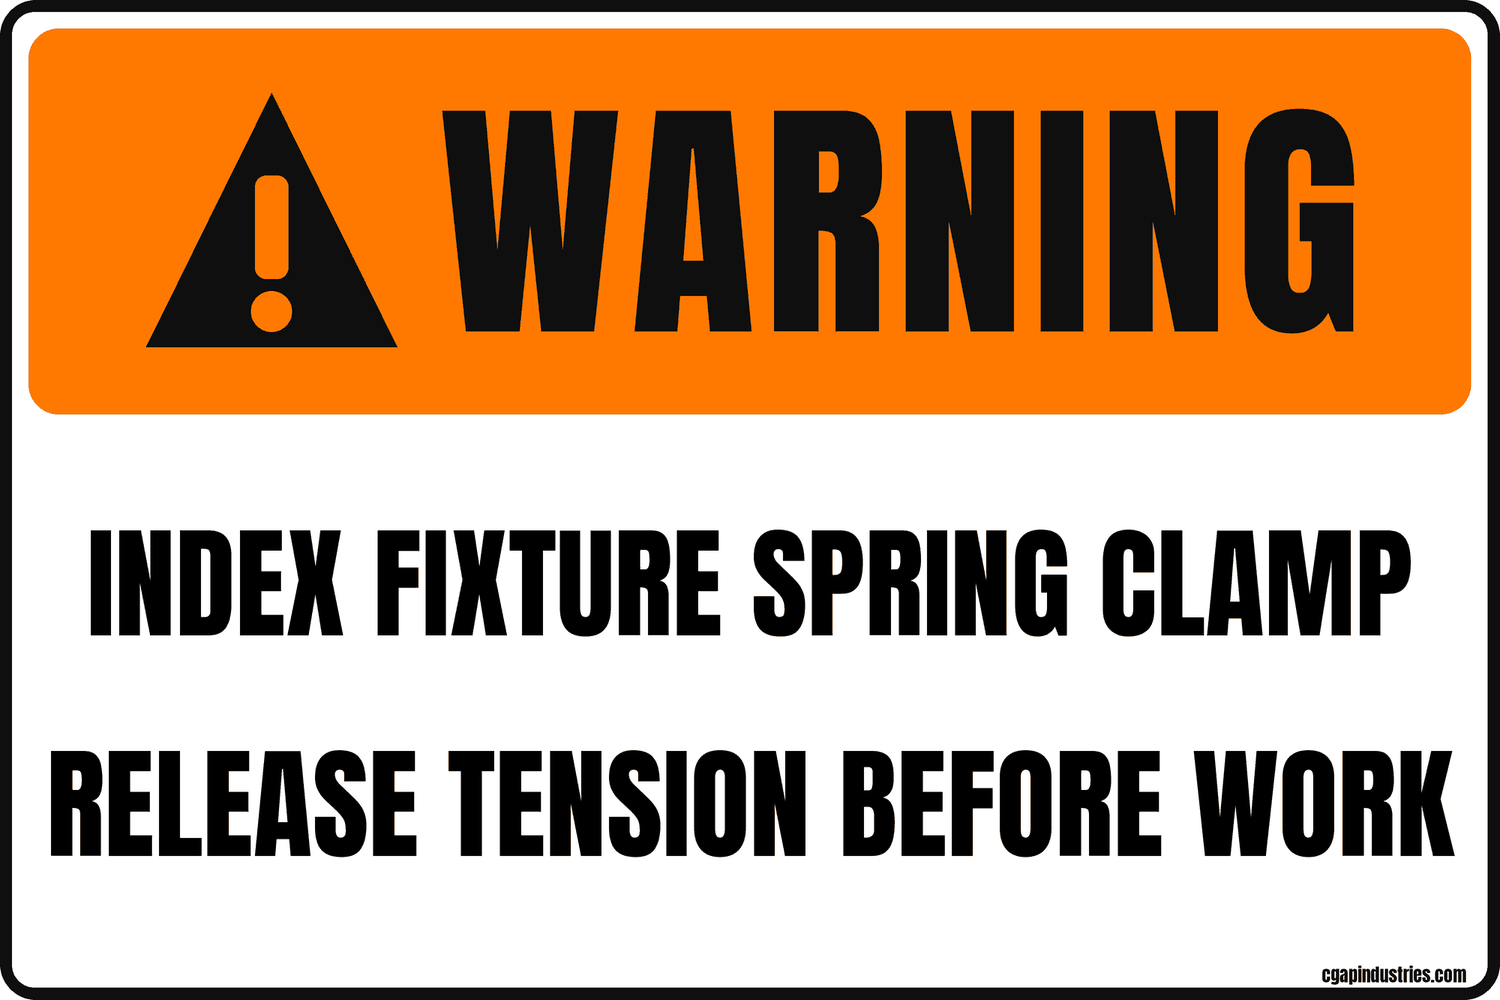 WARNING
INDEX FIXTURE SPRING CLAMP
RELEASE TENSION BEFORE WORK
cgapindustries.com